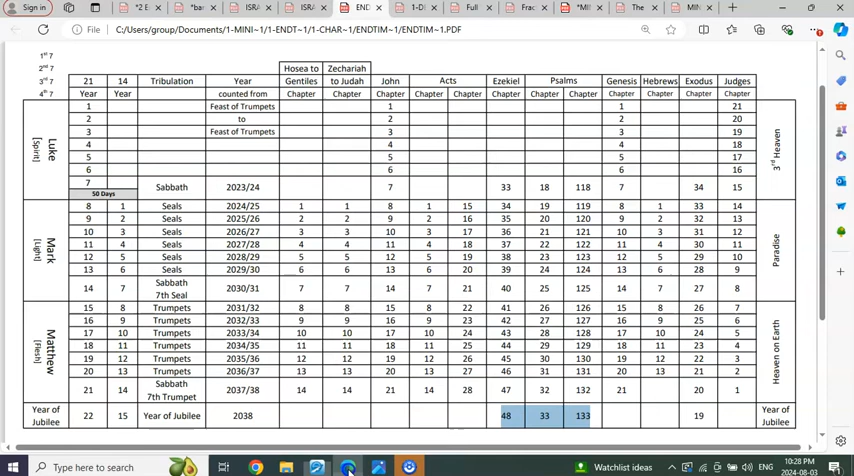 Sign in *2 E *ba ISRA ISRA END 1-D Frac *MI Full The MIN
File C:/Users/group/Documents/1-MINI~1/1-ENDT~1/1-CHAR~1/ENDTIM~1/ENDTIM~1.PDF
1st 7
2nd 7 Hosea to Zechariah
3rd 7 21 14 Tribulation Year Gentiles to Judah John Acts Ezekiel Psalms Genesis Hebrews Exodus Judges
4th 7 Year Year counted from Chapter Chapter Chapter Chapter Chapter Chapter Chapter Chapter Chapter Chapter Chapter Chapter
1 Feast of Trumpets 1 1 21
2 to 2 2 20
3 Feast of Trumpets 3 3 19
4 4 4 18
5 5 5 17
6 6 6 16
7 Sabbath 2023/24 7 33 18 118 7 34 15
50 Days
Luke [Spirit] 3rd Heaven
8 1 Seals 2024/25 1 1 8 1 15 34 19 119 8 1 33 14
9 2 Seals 2025/26 2 2 9 2 16 35 20 120 9 2 32 13
10 3 Seals 2026/27 3 3 10 3 17 36 21 121 10 3 31 12
11 4 Seals 2027/28 4 4 11 4 18 37 22 122 11 4 30 11
12 5 Seals 2028/29 5 5 12 5 19 38 23 123 12 5 29 10
13 6 Seals 2029/30 6 6 13 6 20 39 24 124 13 6 28 9
14 7 Sabbath 7th Seal 2030/31 7 7 14 7 21 40 25 125 14 7 27 8
Mark [Light] Paradise
15 8 Trumpets 2031/32 8 8 15 8 22 41 26 126 15 8 26 7
16 9 Trumpets 2032/33 9 9 16 9 23 42 27 127 16 9 25 6
17 10 Trumpets 2033/34 10 10 17 10 24 43 28 128 17 10 24 5
18 11 Trumpets 2034/35 11 11 18 11 25 44 29 129 18 11 23 4
19 12 Trumpets 2035/36 12 12 19 12 26 45 30 130 19 12 22 3
20 13 Trumpets 2036/37 13 13 20 13 27 46 31 131 20 13 21 2
21 14 Sabbath 7th Trumpet 2037/38 14 14 21 14 28 47 32 132 21 20 1
Matthew [Flesh] Heaven on Earth
Year of Jubilee 22 15 Year of Jubilee 2038 48 33 133 19 Year of Jubilee
Type here to search Watchlist ideas ENG 10:28 PM
2024-08-03